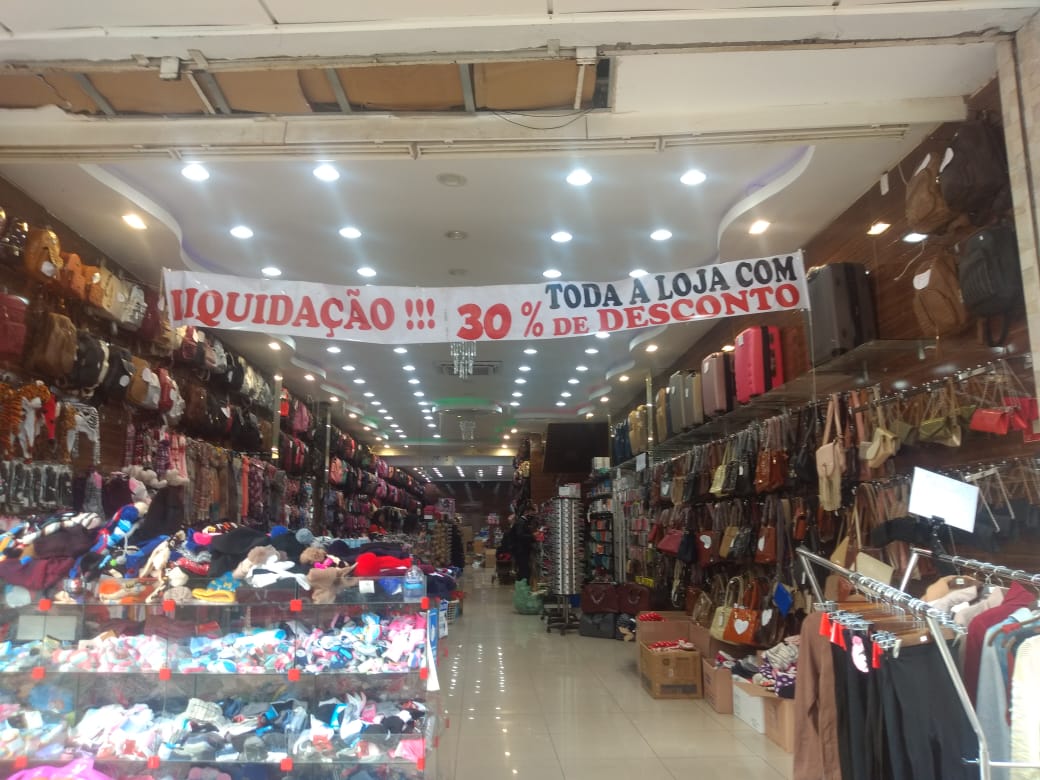 LIQUIDAÇÃO !!! 30 % TODA A LOJA COM
DE DESCONTO